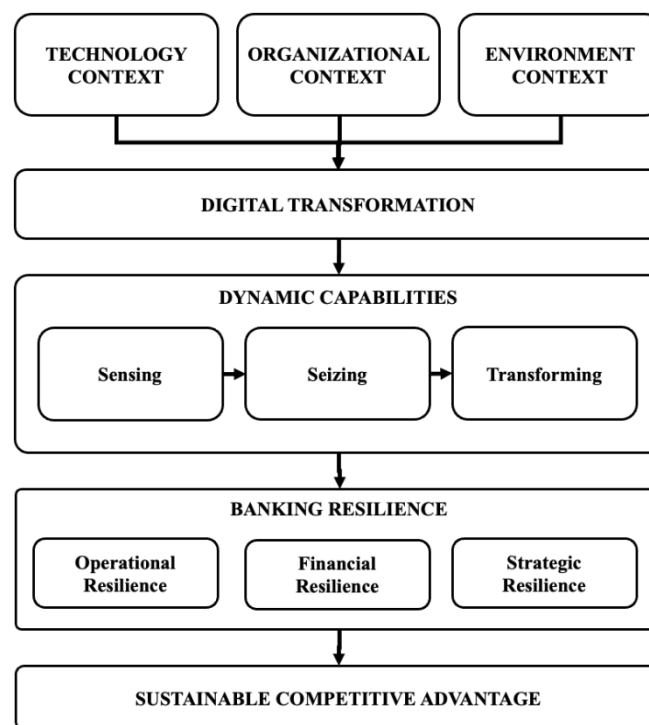 TECHNOLOGY
CONTEXT
ORGANIZATIONAL
CONTEXT
ENVIRONMENT
CONTEXT
DIGITAL TRANSFORMATION
DYNAMIC CAPABILITIES
Sensing
Seizing
Transforming
BANKING RESILIENCE
Operational
Resilience
Financial
Resilience
Strategic
Resilience
SUSTAINABLE COMPETITIVE ADVANTAGE